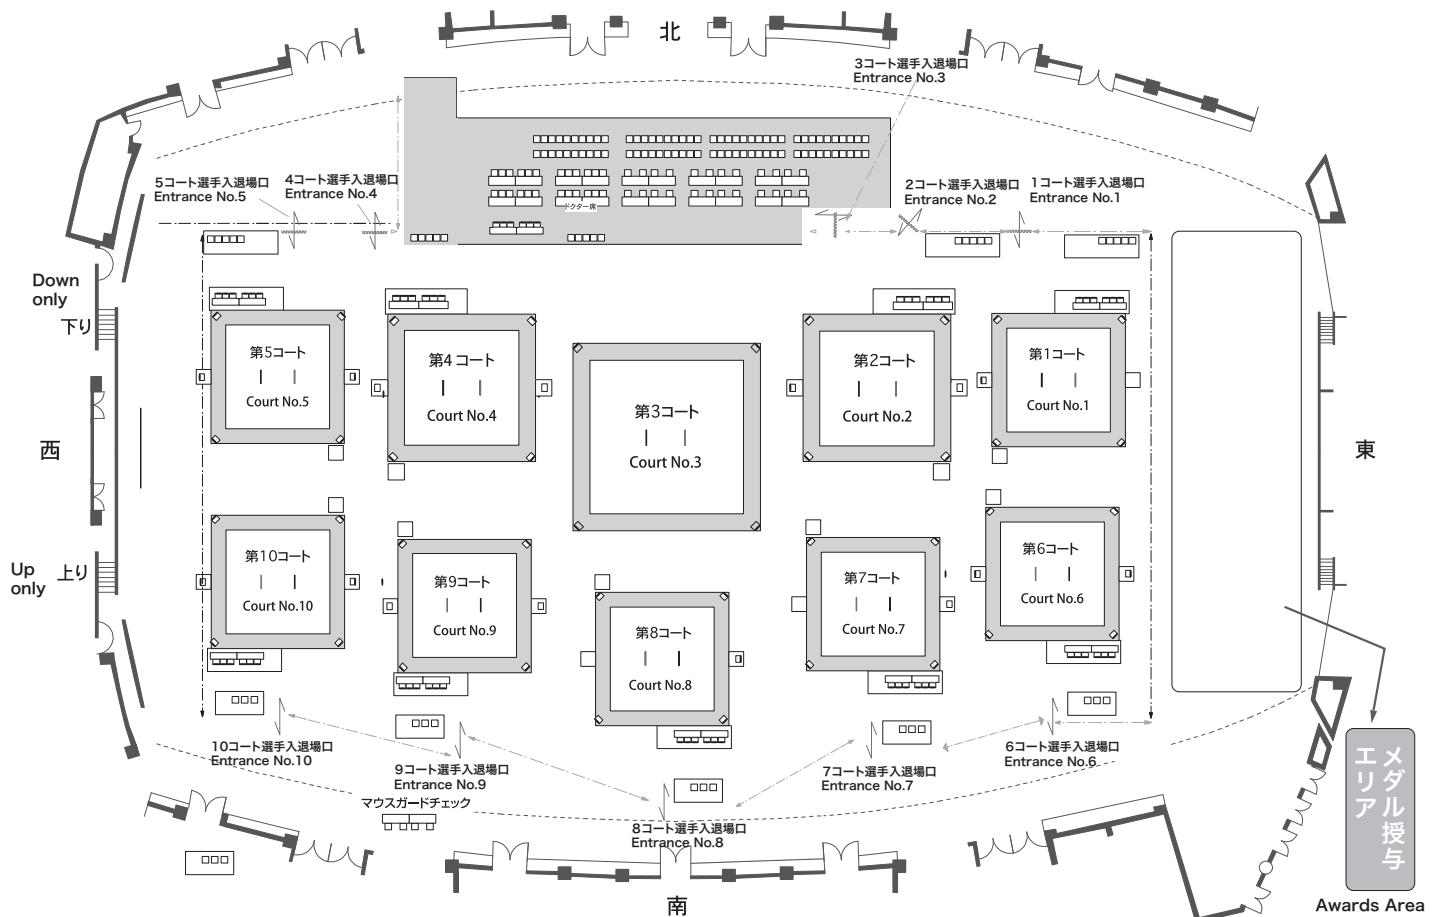 北
3コート選手入退場口
Entrance No.3
5コート選手入退場口
Entrance No.5
4コート選手入退場口
Entrance No.4
2コート選手入退場口
Entrance No.2
1コート選手入退場口
Entrance No.1
ドクター席
Down
only
下り
第5コート
Court No.5
第4コート
Court No.4
第3コート
Court No.3
第2コート
Court No.2
第1コート
Court No.1
西
東
Up
only
上り
第10コート
Court No.10
第9コート
Court No.9
第8コート
Court No.8
第7コート
Court No.7
第6コート
Court No.6
10コート選手入退場口
Entrance No.10
9コート選手入退場口
Entrance No.9
マウスガードチェック
8コート選手入退場口
Entrance No.8
7コート選手入退場口
Entrance No.7
6コート選手入退場口
Entrance No.6
メダル授与
エリア
Awards Area
南